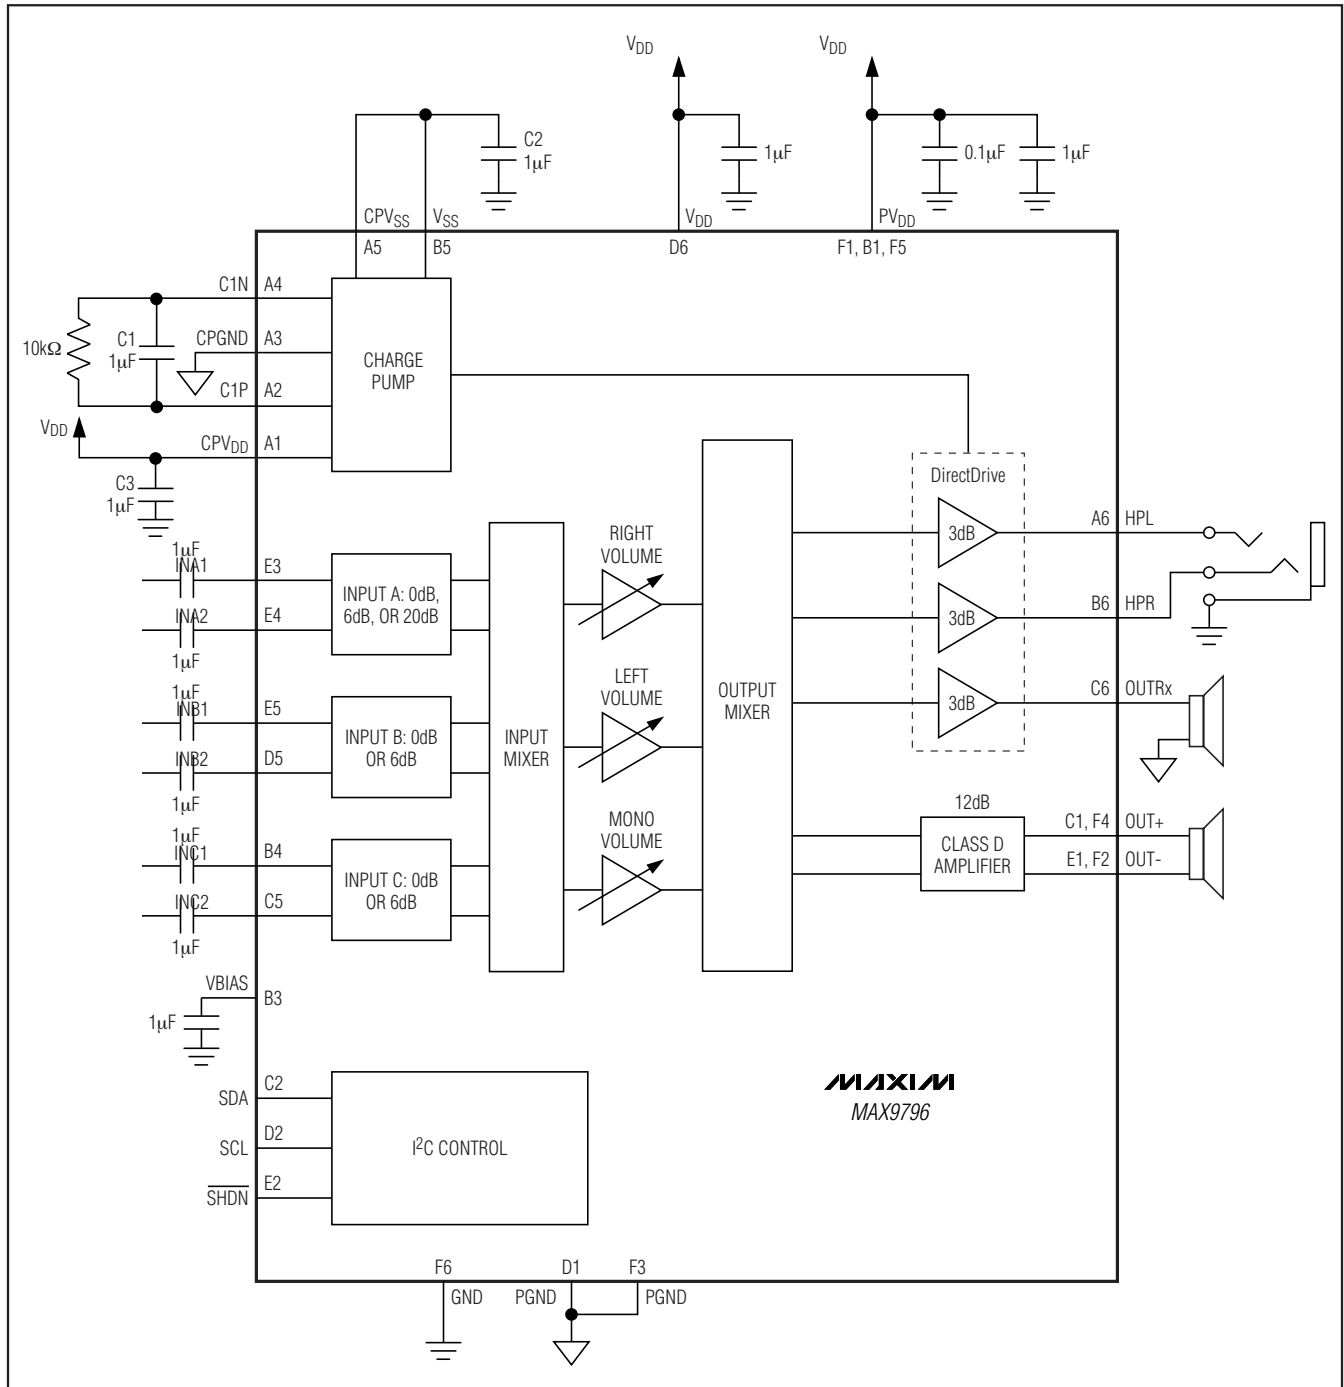 VDD
VDD
C2
1µF
1µF
0.1µF
1µF
CPVSS
VSS
VDD
PVDD
A5
B5
D6
F1, B1, F5
C1N
A4
10kΩ
C1
1µF
CPGND
A3
CHARGE
PUMP
C1P
A2
VDD
CPVDD
A1
C3
1µF
DirectDrive
1µF
INA1
E3
INPUT A: 0dB,
6dB, OR 20dB
INA2
E4
1µF
RIGHT
VOLUME
3dB
A6
HPL
3dB
B6
HPR
1µF
INB1
E5
INPUT B: 0dB
OR 6dB
INB2
D5
1µF
INPUT
MIXER
LEFT
VOLUME
OUTPUT
MIXER
3dB
C6
OUTRx
1µF
INC1
B4
INPUT C: 0dB
OR 6dB
INC2
C5
1µF
MONO
VOLUME
12dB
CLASS D
AMPLIFIER
C1, F4
OUT+
E1, F2
OUT-
VBIAS
B3
1µF
SDA
C2
SCL
D2
I²C CONTROL
SHDN
E2
MAXIM
MAX9796
F6
D1
F3
GND
PGND
PGND